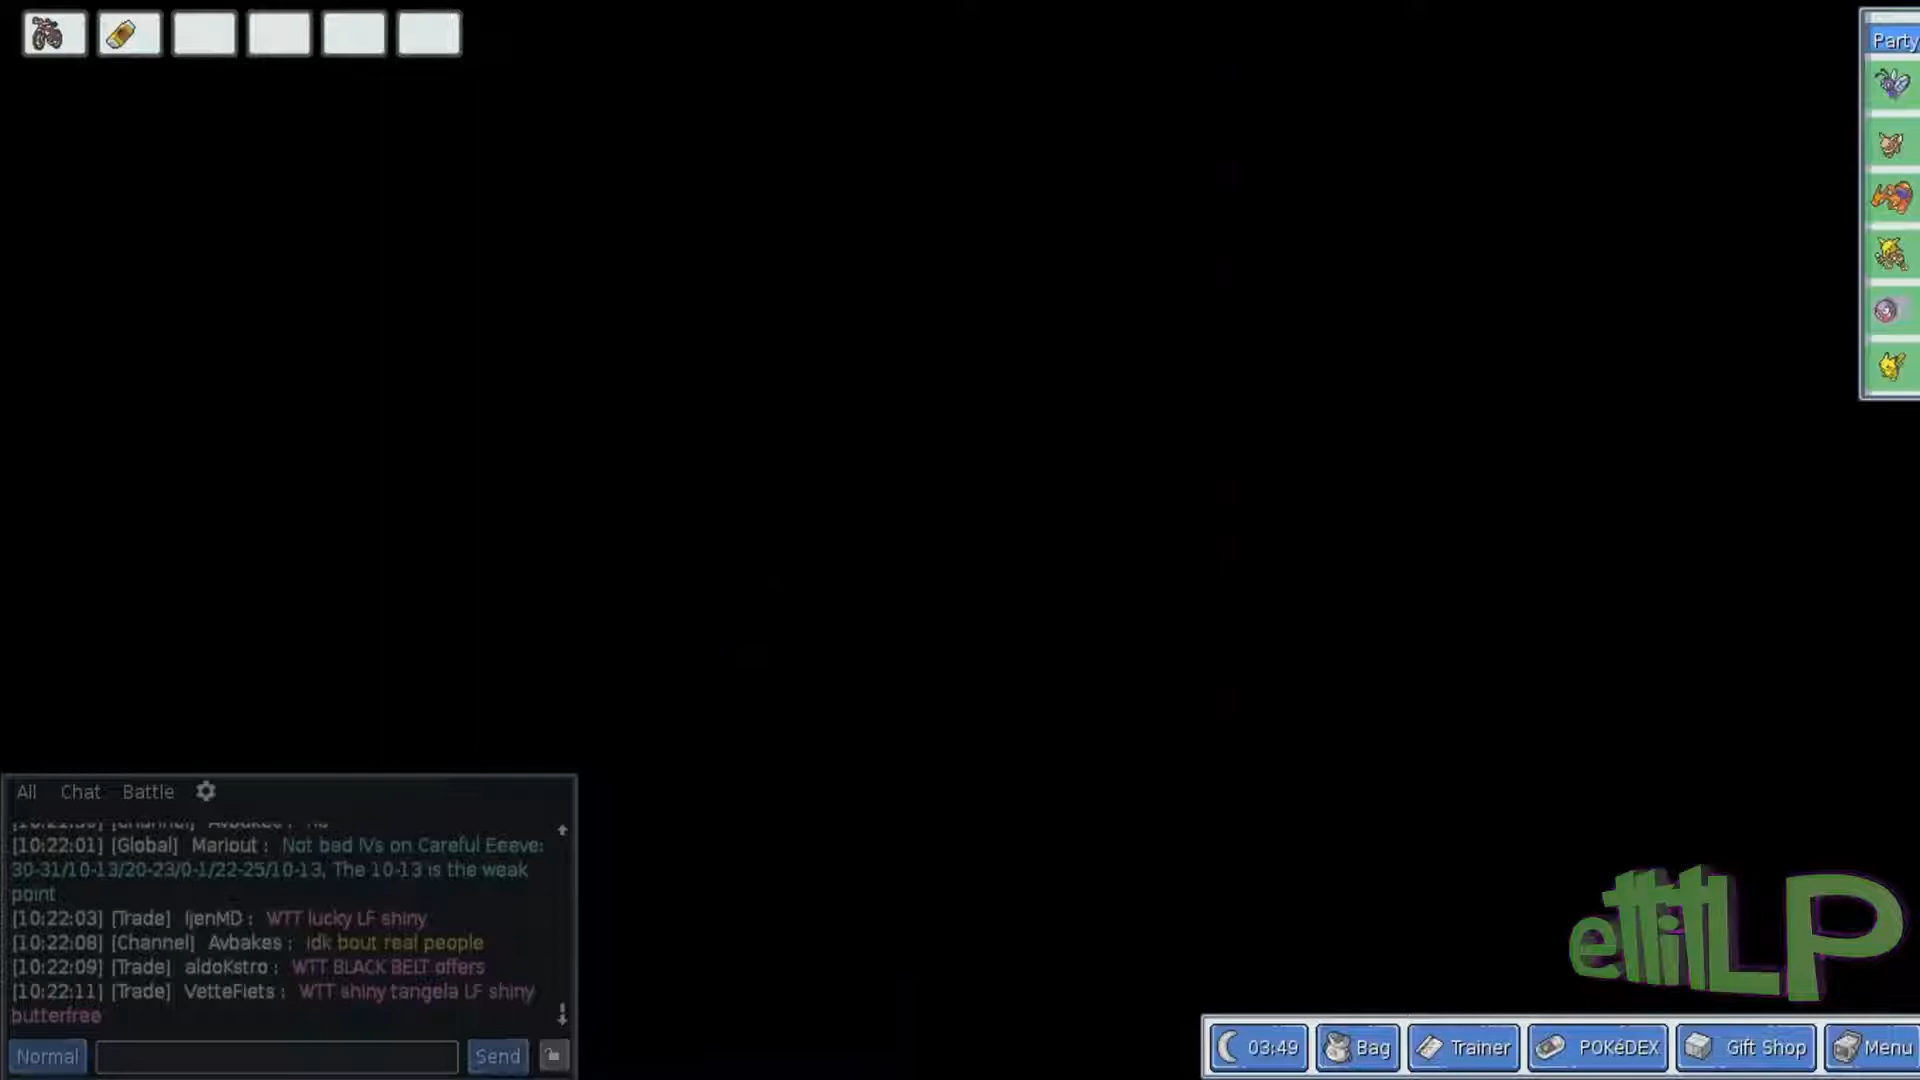 Party
All Chat Battle
[10:22:01] [Global] Mariout : Not bad IVs on Careful Eeeve:
30-31/10-13/20-23/0-1/22-25/10-13, The 10-13 is the weak
point
[10:22:03] [Trade] IjenMD : WTT lucky LF shiny
[10:22:08] [Channel] Avbakes : idk bout real people
[10:22:09] [Trade] aldoKstro : WTT BLACK BELT offers
[10:22:11] [Trade] VetteFiets : WTT shiny tangela LF shiny
butterfree
Normal Send
ettitLP
03:49 Bag Trainer POKéDEX Gift Shop Menu